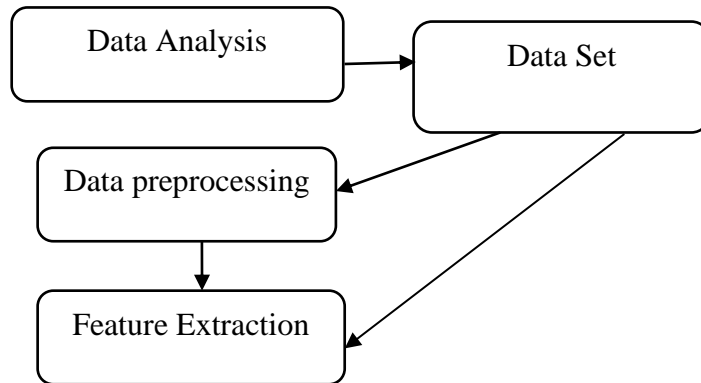 Data Analysis
Data Set
Data preprocessing
Feature Extraction